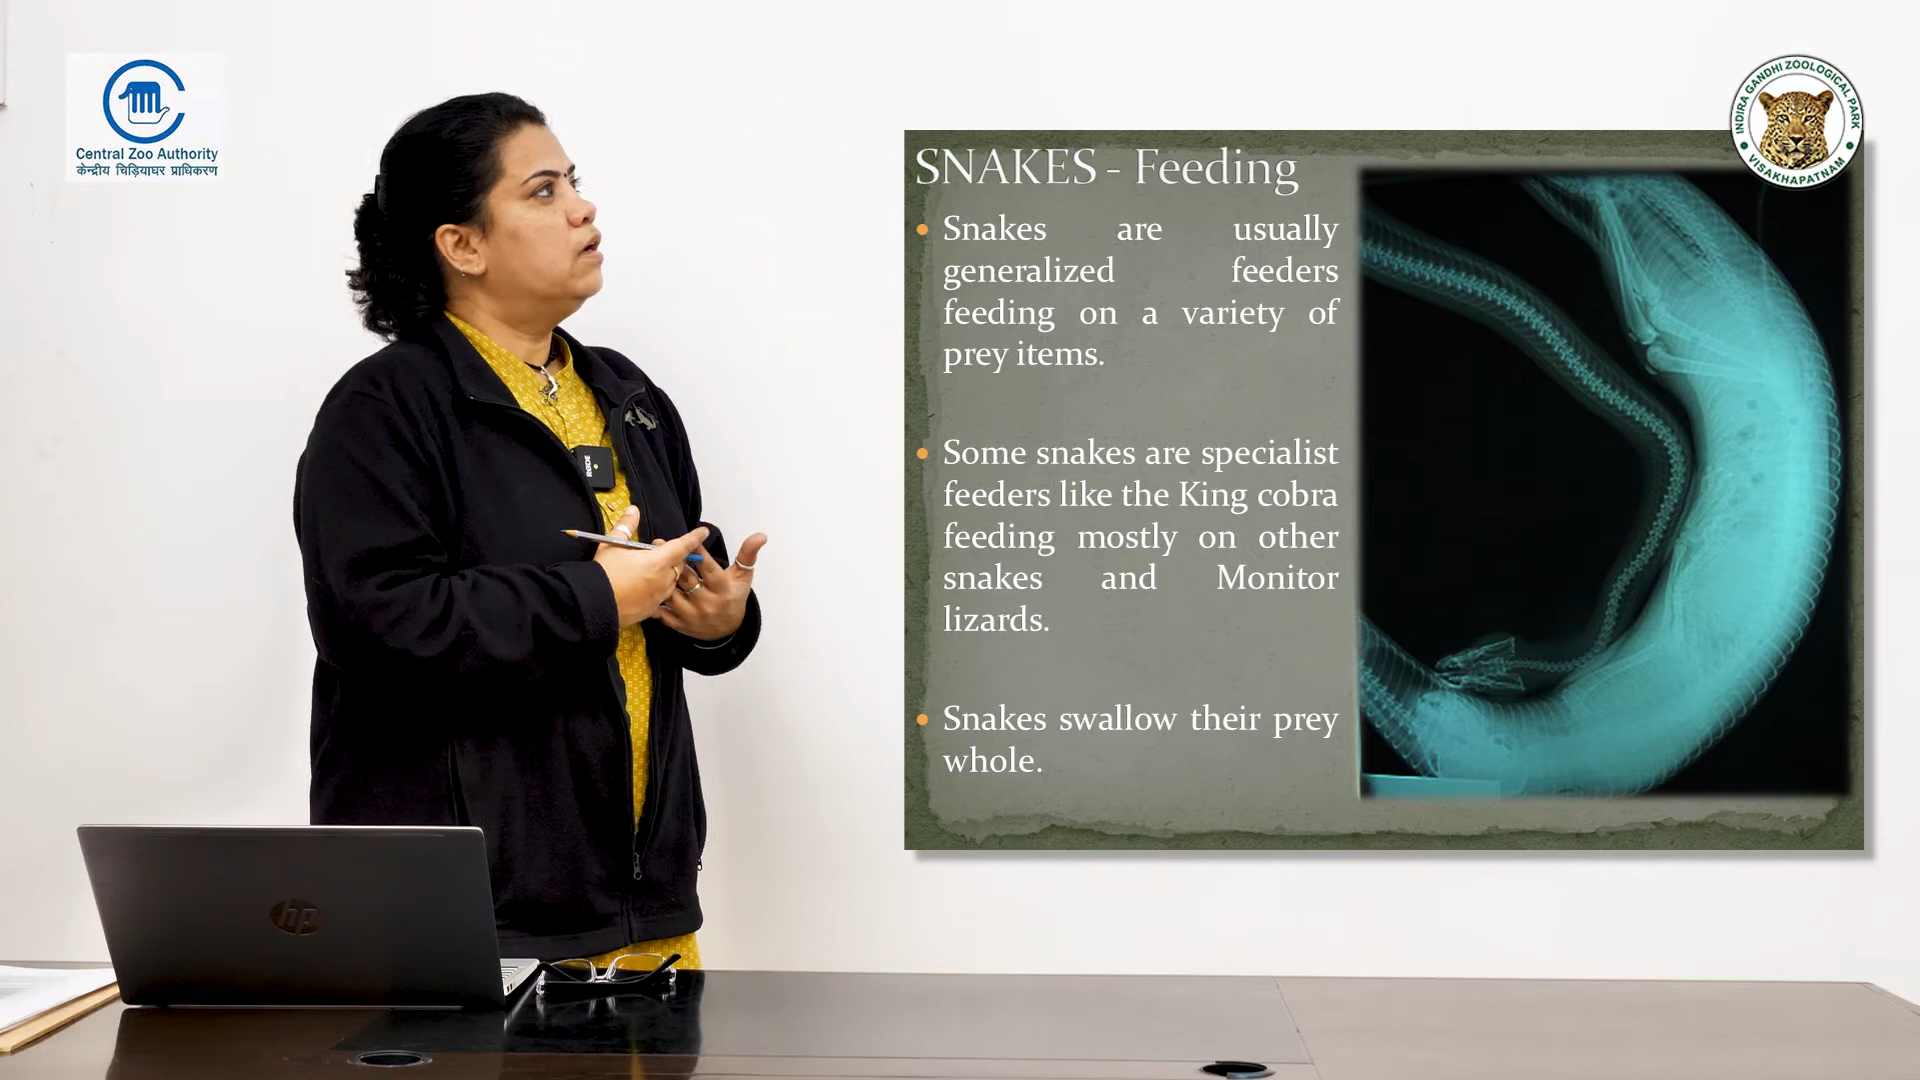 Central Zoo Authority
केन्द्रीय चिड़ियाघर प्राधिकरण
INDIRA GANDHI ZOOLOGICAL PARK
VISAKHAPATNAM
SNAKES - Feeding
• Snakes are usually
generalized feeders
feeding on a variety of
prey items.
• Some snakes are specialist
feeders like the King cobra
feeding mostly on other
snakes and Monitor
lizards.
• Snakes swallow their prey
whole.
RØDE
hp